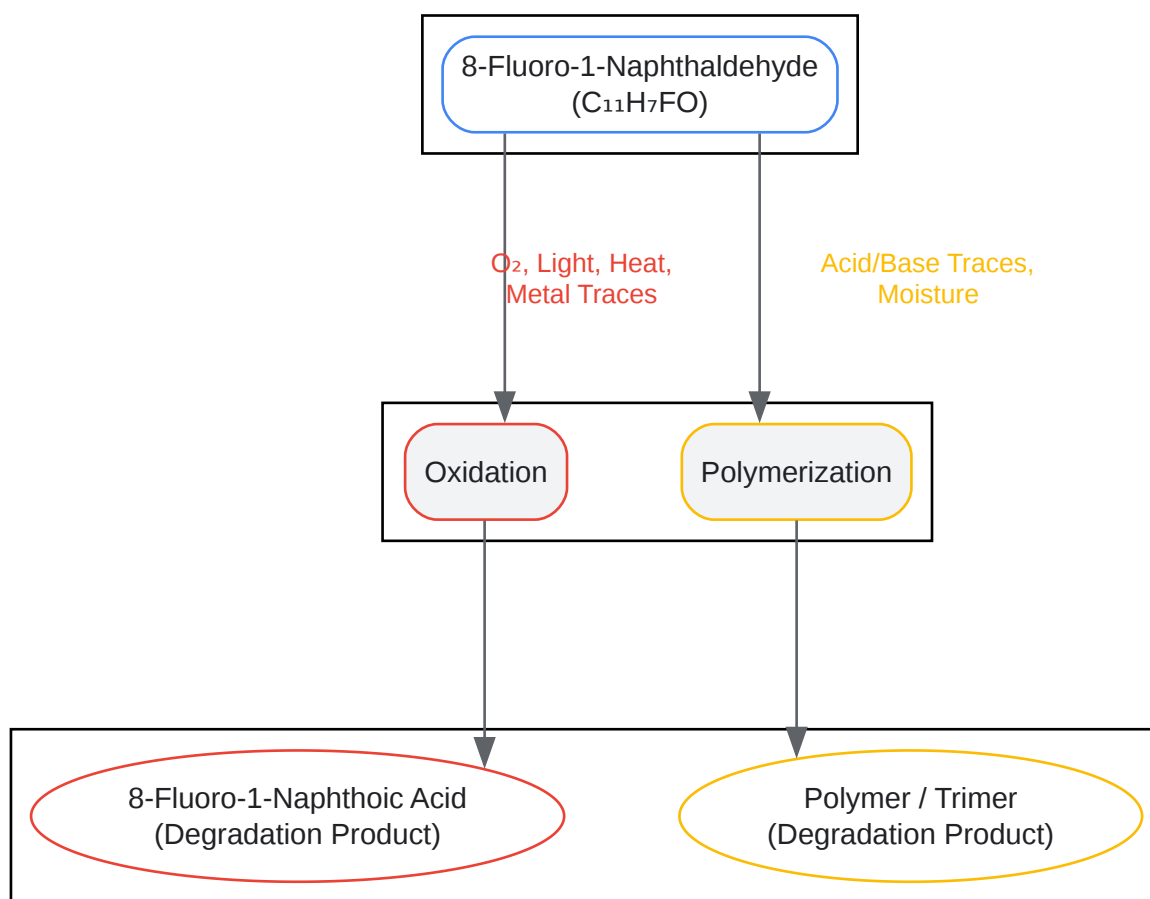 8-Fluoro-1-Naphthaldehyde
(C₁₁H₇FO)
O₂, Light, Heat,
Metal Traces
Acid/Base Traces,
Moisture
Oxidation
Polymerization
8-Fluoro-1-Naphthoic Acid
(Degradation Product)
Polymer / Trimer
(Degradation Product)